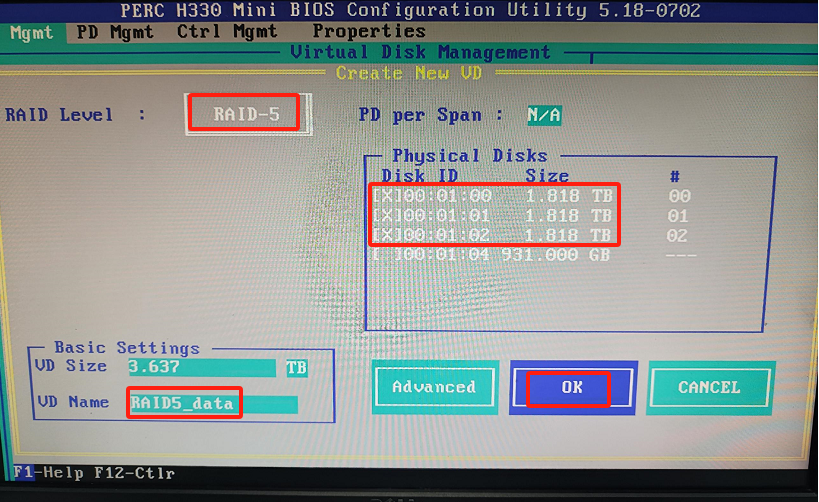 PERC H330 Mini BIOS Configuration Utility 5.18-0702
Mgmt PD Mgmt Ctrl Mgmt Properties
Virtual Disk Management
Create New VD
RAID Level : RAID-5 PD per Span : N/A
Physical Disks
Disk ID Size #
[X]00:01:00 1.818 TB 00
[X]00:01:01 1.818 TB 01
[X]00:01:02 1.818 TB 02
[ ]00:01:04 931.000 GB ---
Basic Settings
VD Size 3.637 TB
VD Name RAID5_data
Advanced OK CANCEL
F1-Help F12-Ctlr